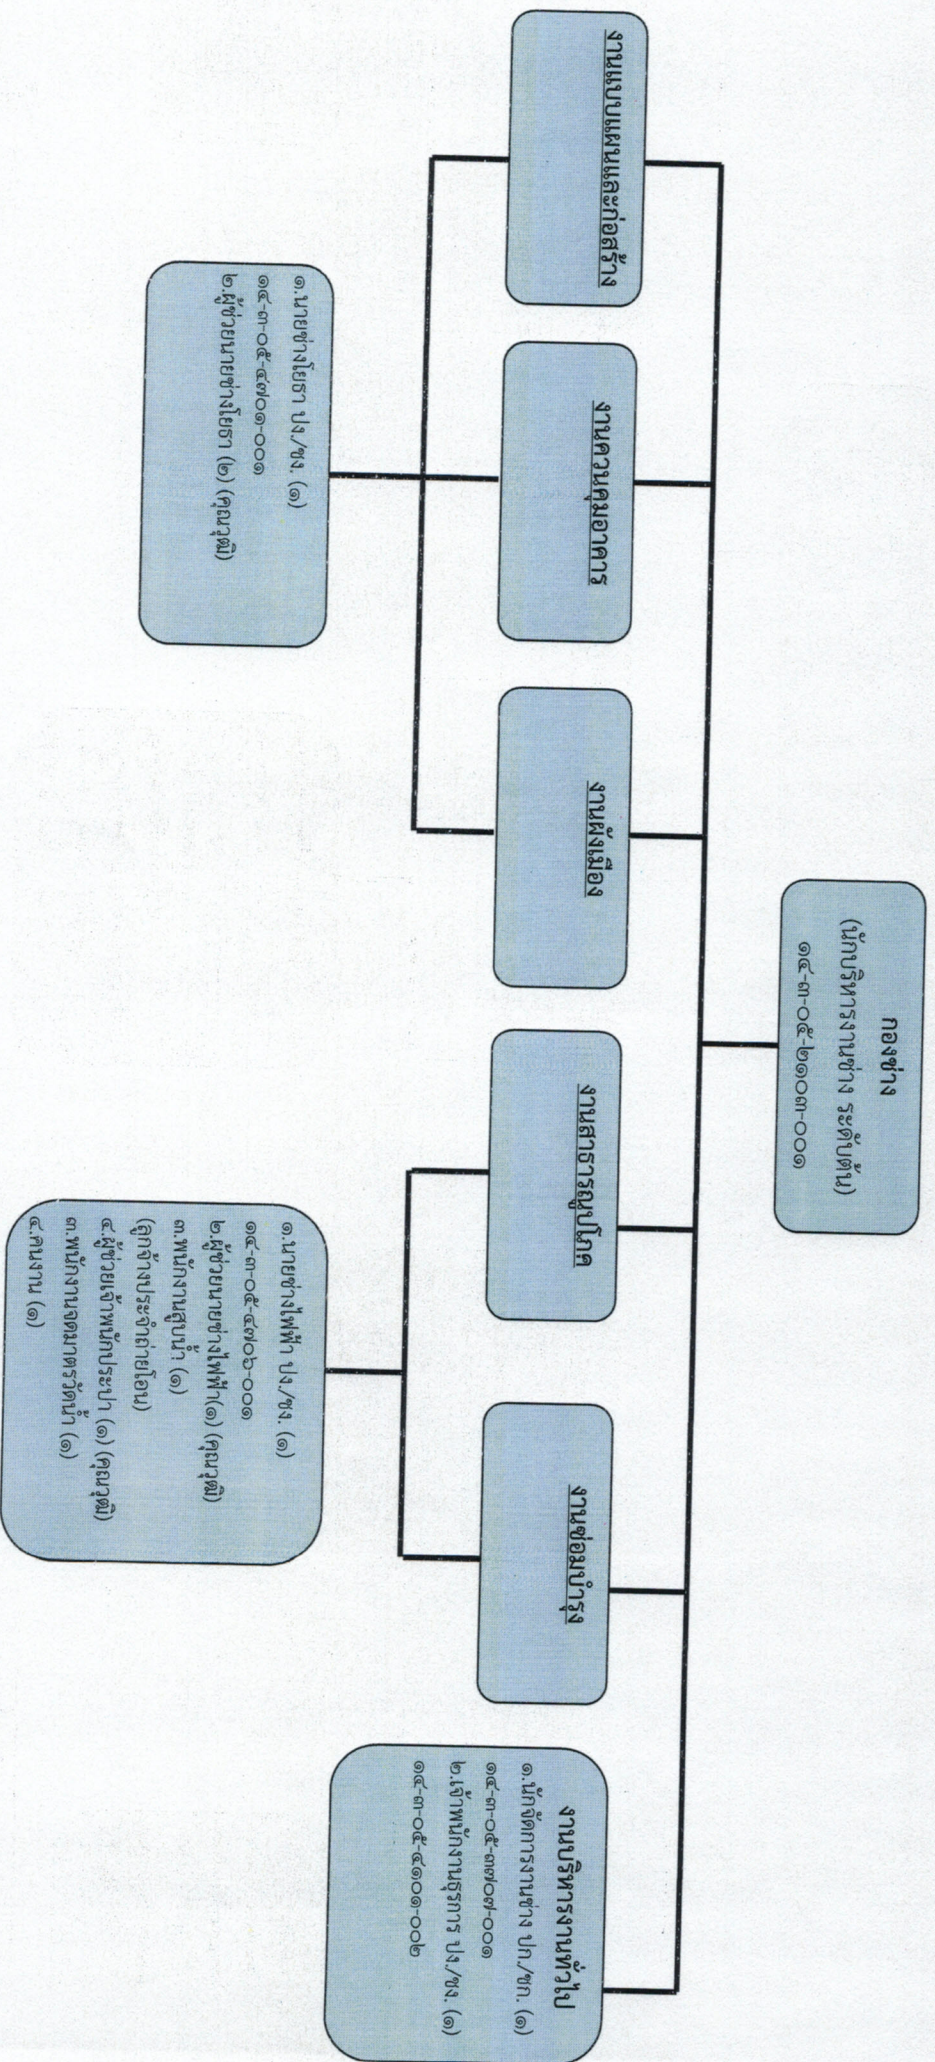 กองช่าง
(นักบริหารงานช่าง ระดับต้น)
๑๔-๓-๐๕-๒๑๐๓-๐๐๑
งานแบบแผนและก่อสร้าง
งานควบคุมอาคาร
งานผังเมือง
งานสาธารณูปโภค
งานซ่อมบำรุง
งานบริหารงานทั่วไป
๑.นักจัดการงานช่าง ปก./ชก. (๑)
๑๔-๓-๐๕-๓๗๐๗-๐๐๑
๒.เจ้าพนักงานธุรการ ปง./ชง. (๑)
๑๔-๓-๐๕-๔๑๐๑-๐๐๒
๑.นายช่างโยธา ปง./ชง. (๑)
๑๔-๓-๐๕-๔๗๐๑-๐๐๑
๒.ผู้ช่วยนายช่างโยธา (๒) (คุณวุฒิ)
๑.นายช่างไฟฟ้า ปง./ชง. (๑)
๑๔-๓-๐๕-๔๗๐๖-๐๐๑
๒.ผู้ช่วยนายช่างไฟฟ้า(๑) (คุณวุฒิ)
๓.พนักงานสูบน้ำ (๑)
(ลูกจ้างประจำถ่ายโอน)
๔.ผู้ช่วยเจ้าพนักประปา (๑) (คุณวุฒิ)
๓.พนักงานจดมาตรวัดน้ำ (๑)
๔.คนงาน (๑)